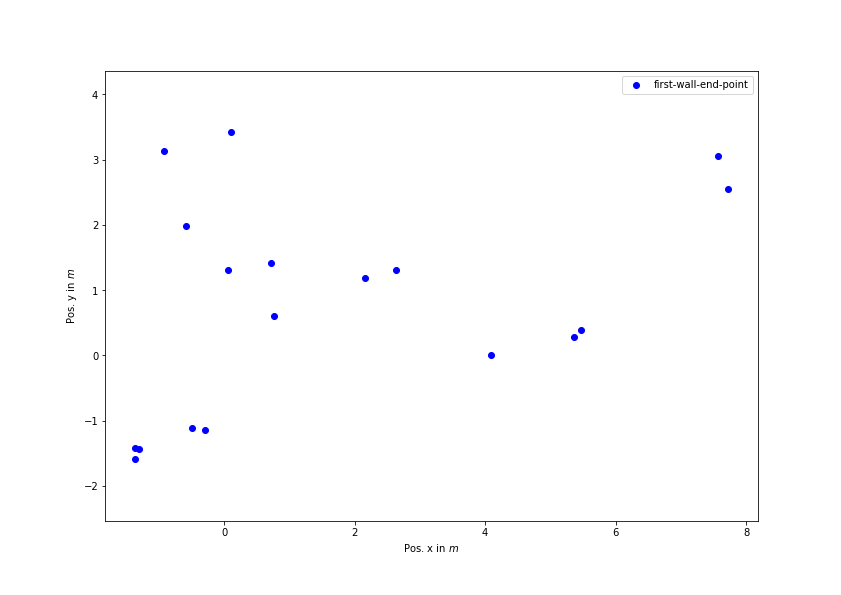 first-wall-end-point
4
3
2
1
0
−1
−2
Pos. y in m
0 2 4 6 8
Pos. x in m